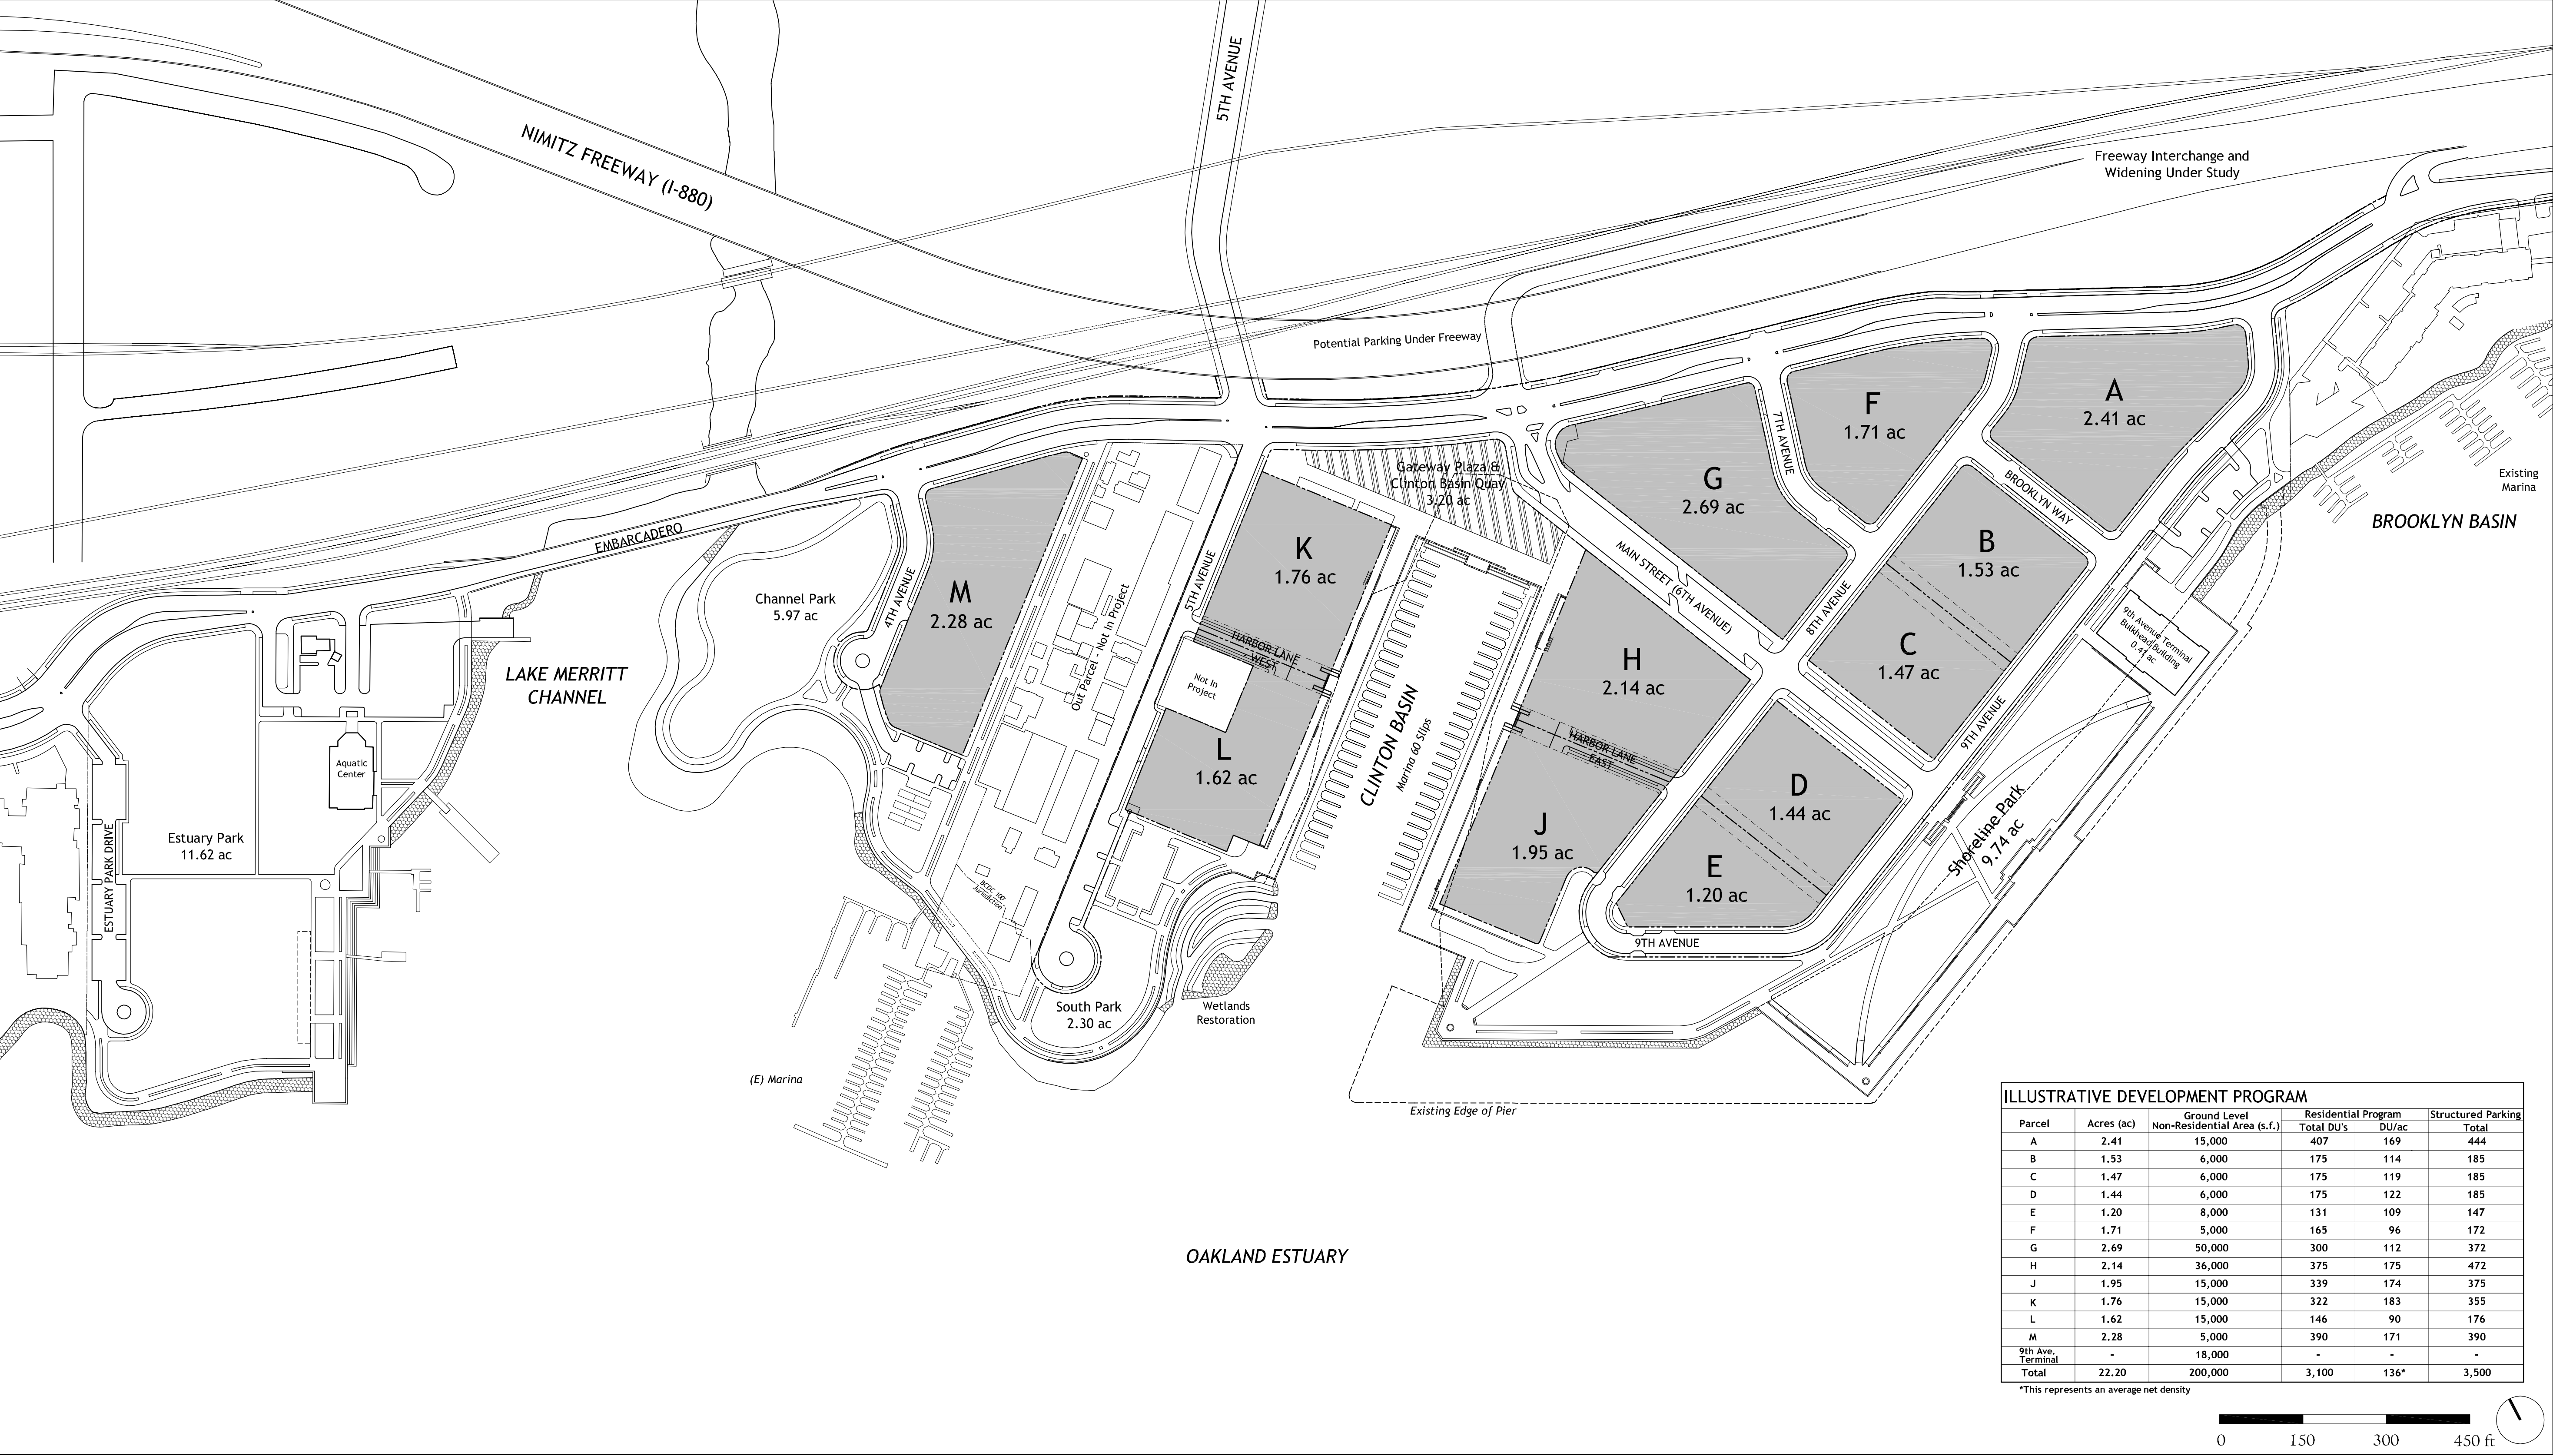 5TH AVENUE
NIMITZ FREEWAY (I-880)
Freeway Interchange and
Widening Under Study
Potential Parking Under Freeway
EMBARCADERO
LAKE MERRITT
CHANNEL
Channel Park
5.97 ac
4TH AVENUE
M
2.28 ac
Out Parcel - Not In Project
5TH AVENUE
K
1.76 ac
HARBOR LANE
WEST
Not In
Project
L
1.62 ac
Gateway Plaza &
Clinton Basin Quay
3.20 ac
CLINTON BASIN
Marina 60 Slips
G
2.69 ac
7TH AVENUE
F
1.71 ac
A
2.41 ac
BROOKLYN WAY
B
1.53 ac
C
1.47 ac
MAIN STREET (6TH AVENUE)
8TH AVENUE
H
2.14 ac
HARBOR LANE
EAST
J
1.95 ac
D
1.44 ac
E
1.20 ac
9TH AVENUE
9TH AVENUE
9th Avenue Terminal
Bulkhead Building
0.41 ac
Shoreline Park
9.74 ac
Existing
Marina
BROOKLYN BASIN
Aquatic
Center
Estuary Park
11.62 ac
ESTUARY PARK DRIVE
BCDC 100'
Jurisdiction
South Park
2.30 ac
Wetlands
Restoration
(E) Marina
Existing Edge of Pier
OAKLAND ESTUARY
ILLUSTRATIVE DEVELOPMENT PROGRAM
Parcel Acres (ac) Ground Level Non-Residential Area (s.f.) Residential Program Structured Parking
Total DU's DU/ac Total
A 2.41 15,000 407 169 444
B 1.53 6,000 175 114 185
C 1.47 6,000 175 119 185
D 1.44 6,000 175 122 185
E 1.20 8,000 131 109 147
F 1.71 5,000 165 96 172
G 2.69 50,000 300 112 372
H 2.14 36,000 375 175 472
J 1.95 15,000 339 174 375
K 1.76 15,000 322 183 355
L 1.62 15,000 146 90 176
M 2.28 5,000 390 171 390
9th Ave. Terminal - 18,000 - - -
Total 22.20 200,000 3,100 136* 3,500
*This represents an average net density
0 150 300 450 ft